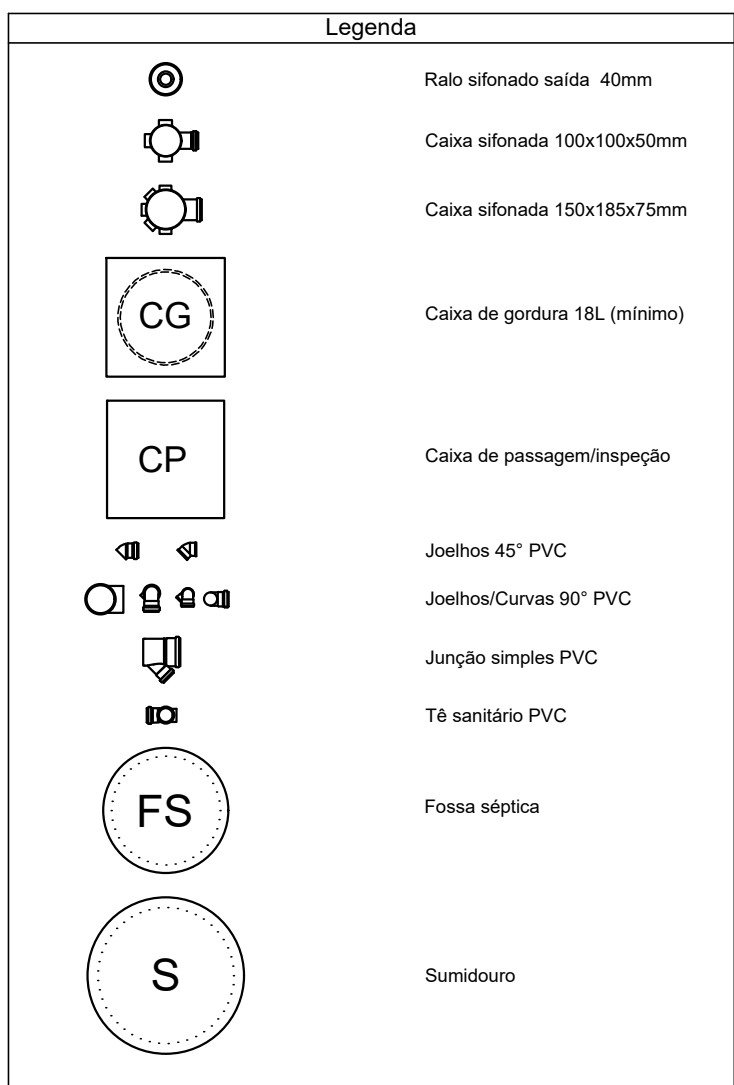 Legenda
Ralo sifonado saída 40mm
Caixa sifonada 100x100x50mm
Caixa sifonada 150x185x75mm
CG
Caixa de gordura 18L (mínimo)
CP
Caixa de passagem/inspeção
Joelhos 45° PVC
Joelhos/Curvas 90° PVC
Junção simples PVC
Tê sanitário PVC
FS
Fossa séptica
S
Sumidouro